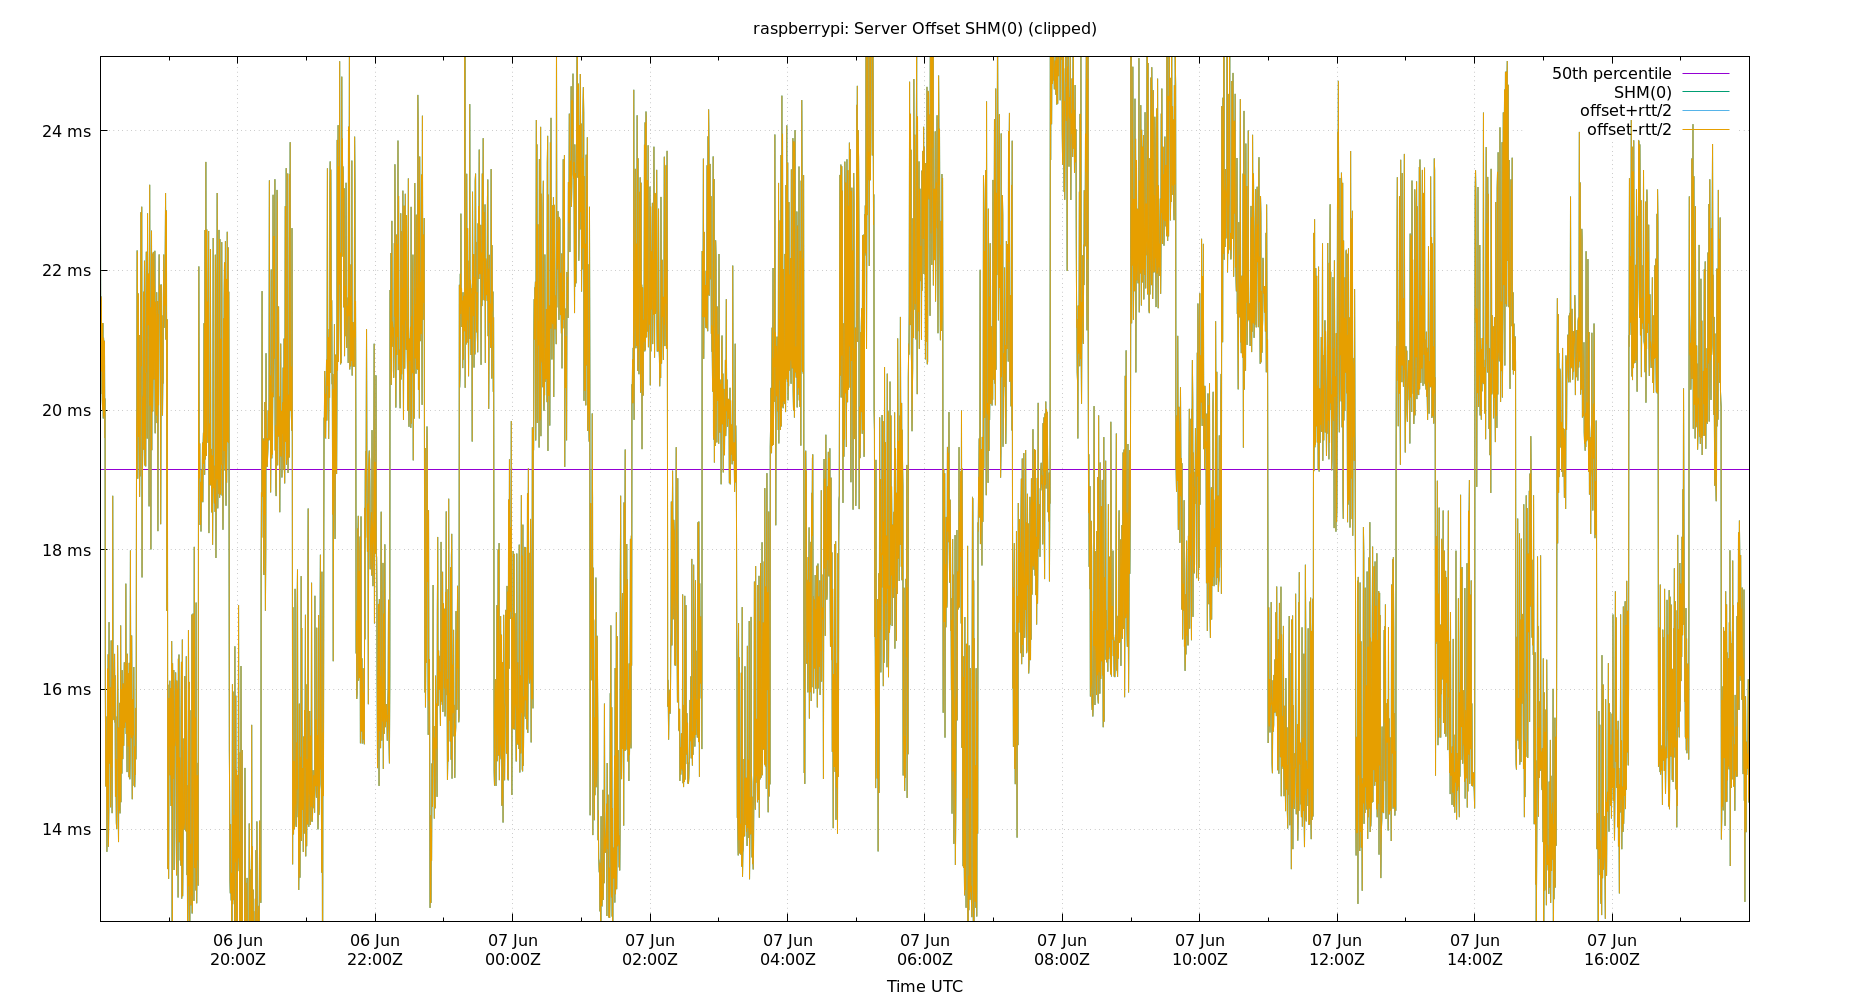 raspberrypi: Server Offset SHM(0) (clipped)
50th percentile
SHM(0)
offset+rtt/2
offset-rtt/2
24 ms
22 ms
20 ms
18 ms
16 ms
14 ms
06 Jun 06 Jun 07 Jun 07 Jun 07 Jun 07 Jun 07 Jun 07 Jun 07 Jun 07 Jun 07 Jun
20:00Z 22:00Z 00:00Z 02:00Z 04:00Z 06:00Z 08:00Z 10:00Z 12:00Z 14:00Z 16:00Z
Time UTC